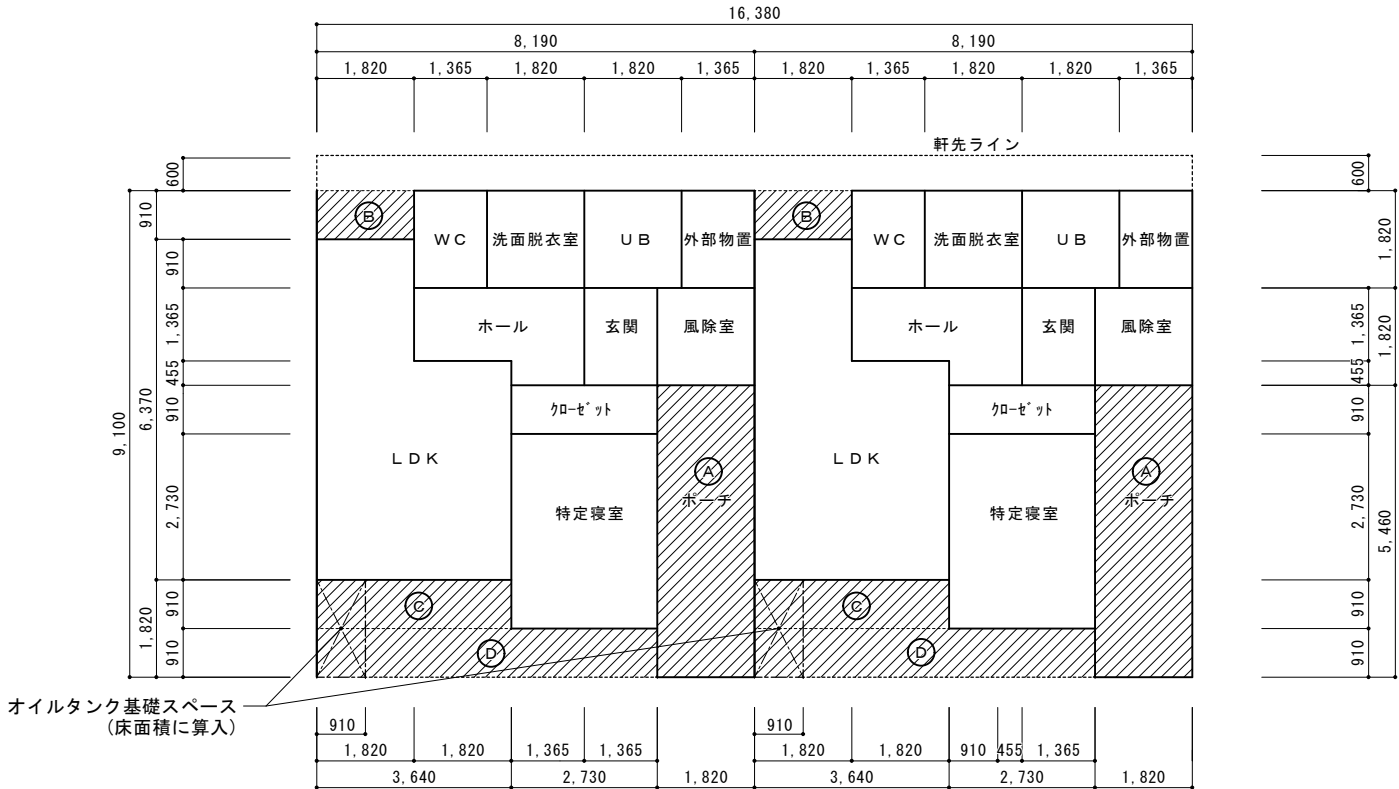 16,380
8,190 8,190
1,820 1,365 1,820 1,820 1,365 1,820 1,365 1,820 1,820 1,365
軒先ライン
600 600
910 910 1,365 455 910 2,730 910 910
6,370 1,820
9,100
B WC 洗面脱衣室 UB 外部物置 B WC 洗面脱衣室 UB 外部物置
ホール 玄関 風除室 ホール 玄関 風除室
クローゼット クローゼット
LDK A LDK A
ポーチ ポーチ
特定寝室 特定寝室
C C
D D
1,820 1,820 5,460
1,365 455 910 2,730 910 910
オイルタンク基礎スペース
(床面積に算入)
910 910
1,820 1,820 1,365 1,365 1,820 1,820 910 455 1,365
3,640 2,730 1,820 3,640 2,730 1,820